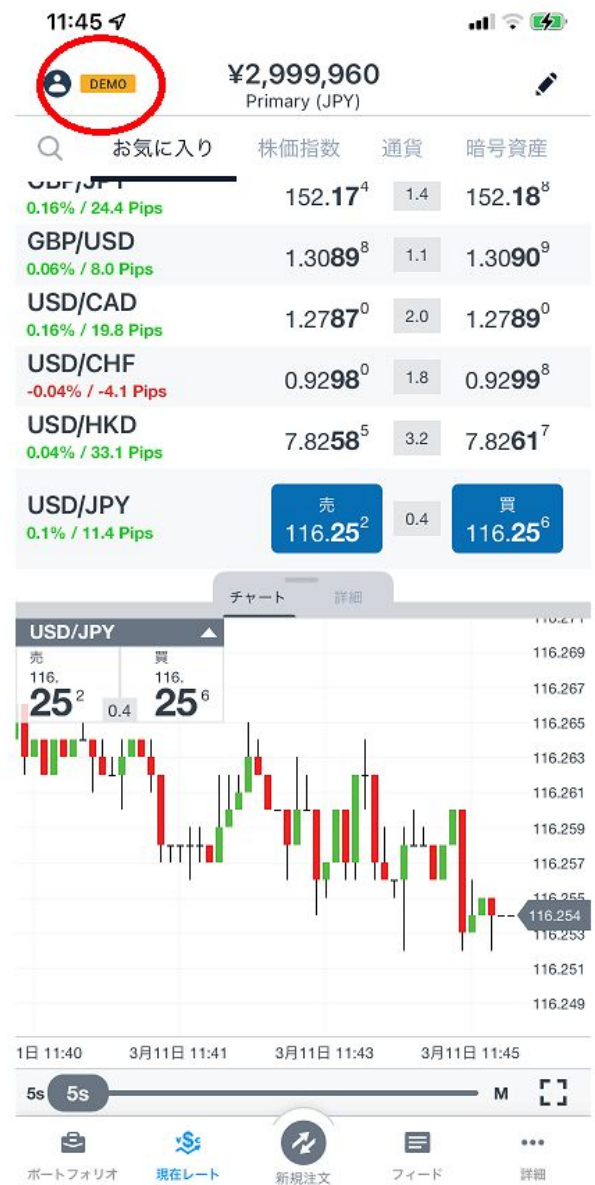 11:45
DEMO
¥2,999,960
Primary (JPY)
お気に入り 株価指数 通貨 暗号資産
GBP/JPY
0.16% / 24.4 Pips 152.174 1.4 152.188
GBP/USD
0.06% / 8.0 Pips 1.30898 1.1 1.30909
USD/CAD
0.16% / 19.8 Pips 1.27870 2.0 1.27890
USD/CHF
-0.04% / -4.1 Pips 0.92980 1.8 0.92998
USD/HKD
0.04% / 33.1 Pips 7.82585 3.2 7.82617
USD/JPY 売 買
0.1% / 11.4 Pips 116.252 0.4 116.256
チャート 詳細
116.271
USD/JPY
116.269
売 買
116. 116.
116.267
252 0.4 256
116.265
116.263
116.261
116.259
116.257
116.255
116.254
116.253
116.251
116.249
1日 11:40 3月11日 11:41 3月11日 11:43 3月11日 11:45
5s 5s M
ポートフォリオ 現在レート 新規注文 フィード 詳細